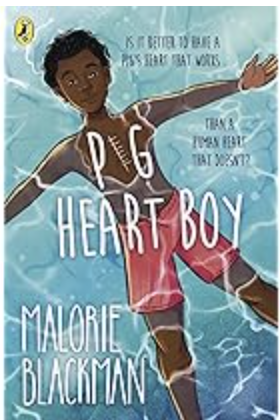 IS IT BETTER TO HAVE A
PIG'S HEART THAT WORKS...
THAN A
HUMAN HEART
THAT DOESN'T?
PIG
HEART BOY
MALORIE
BLACKMAN